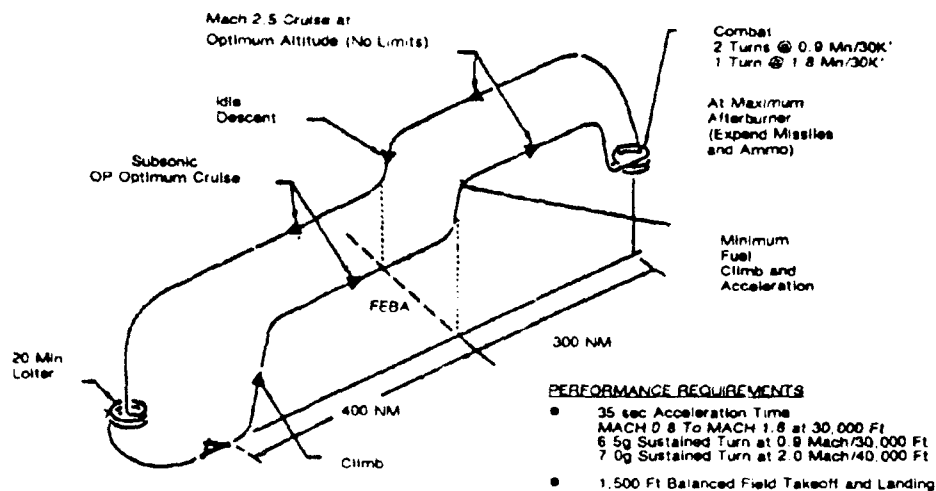 Mach 2.5 Cruise at
Optimum Altitude (No Limits)
Combat
2 Turns @ 0.9 Mn/30K'
1 Turn @ 1.8 Mn/30K'
At Maximum
Afterburner
(Expend Missiles
and Ammo)
Idle
Descent
Subsonic
OP Optimum Cruise
Minimum
Fuel
Climb and
Acceleration
FEBA
300 NM
20 Min
Loiter
400 NM
Climb
PERFORMANCE REQUIREMENTS
• 35 sec Acceleration Time
MACH 0.8 To MACH 1.8 at 30,000 Ft
6.5g Sustained Turn at 0.9 Mach/30,000 Ft
7.0g Sustained Turn at 2.0 Mach/40,000 Ft
• 1,500 Ft Balanced Field Takeoff and Landing